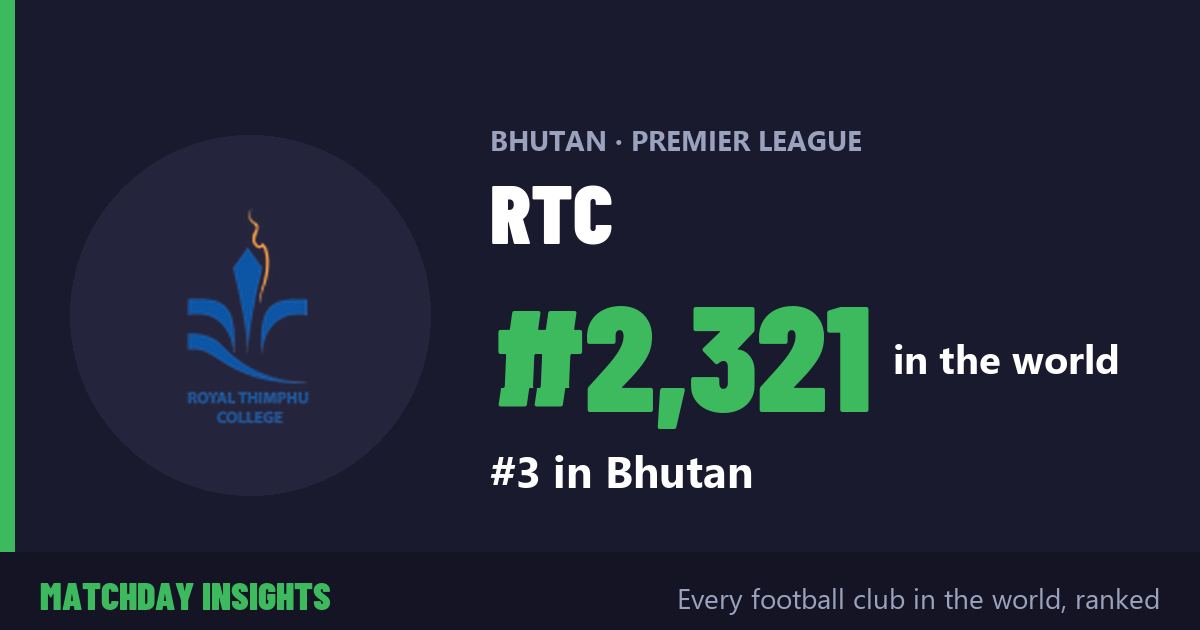 BHUTAN · PREMIER LEAGUE
RTC
#2,321 in the world
#3 in Bhutan
ROYAL THIMPHU
COLLEGE
MATCHDAY INSIGHTS
Every football club in the world, ranked